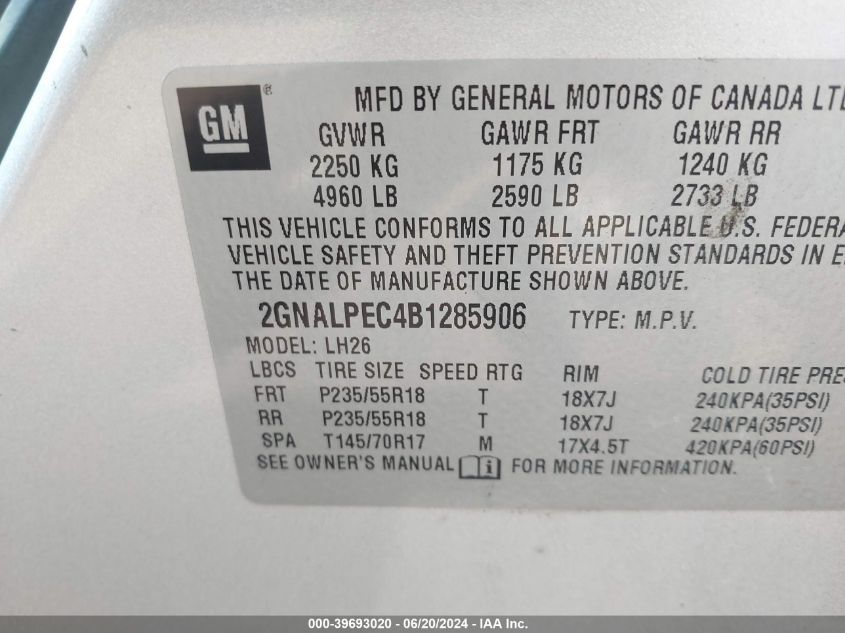 GM ®
MFD BY GENERAL MOTORS OF CANADA LTD
GVWR GAWR FRT GAWR RR
2250 KG 1175 KG 1240 KG
4960 LB 2590 LB 2733 LB
THIS VEHICLE CONFORMS TO ALL APPLICABLE U.S. FEDERA
VEHICLE SAFETY AND THEFT PREVENTION STANDARDS IN E
THE DATE OF MANUFACTURE SHOWN ABOVE.
2GNALPEC4B1285906 TYPE: M.P.V.
MODEL: LH26
LBCS TIRE SIZE SPEED RTG RIM COLD TIRE PRE
FRT P235/55R18 T 18X7J 240KPA(35PSI)
RR P235/55R18 T 18X7J 240KPA(35PSI)
SPA T145/70R17 M 17X4.5T 420KPA(60PSI)
SEE OWNER'S MANUAL i FOR MORE INFORMATION.
000-39693020 - 06/20/2024 - IAA, Inc.